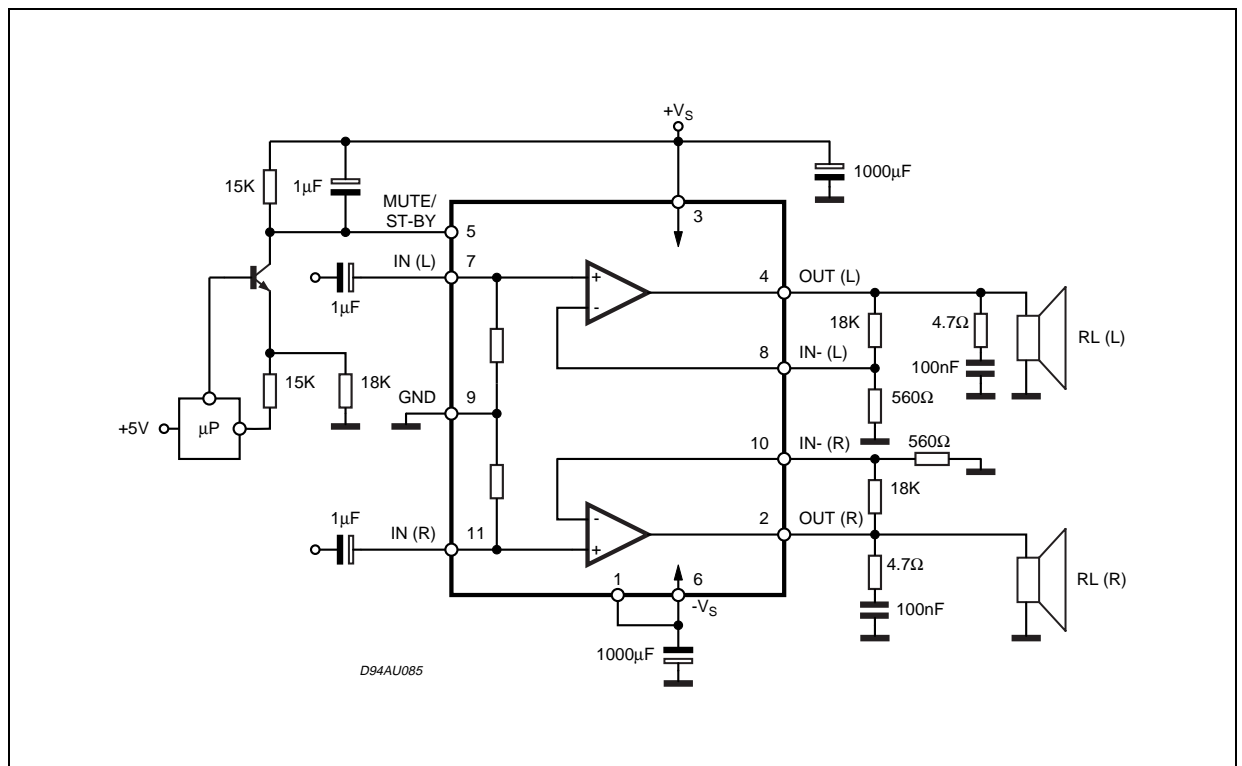 +VS
15K
1µF
1000µF
MUTE/
ST-BY
3
5
IN (L)
7
1µF
+
-
4
OUT (L)
18K
4.7Ω
RL (L)
8
IN- (L)
100nF
15K
18K
GND
9
560Ω
+5V
µP
10
IN- (R)
560Ω
18K
1µF
IN (R)
11
-
+
2
OUT (R)
4.7Ω
RL (R)
1
6
-VS
100nF
1000µF
D94AU085